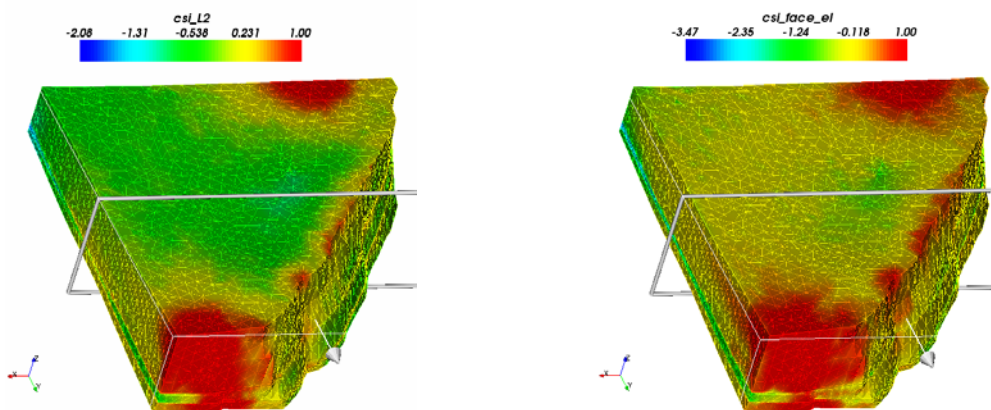 csi_L2
-2.08 -1.31 -0.538 0.231 1.00
csi_face_el
-3.47 -2.35 -1.24 -0.118 1.00
X Z Y
X Z Y